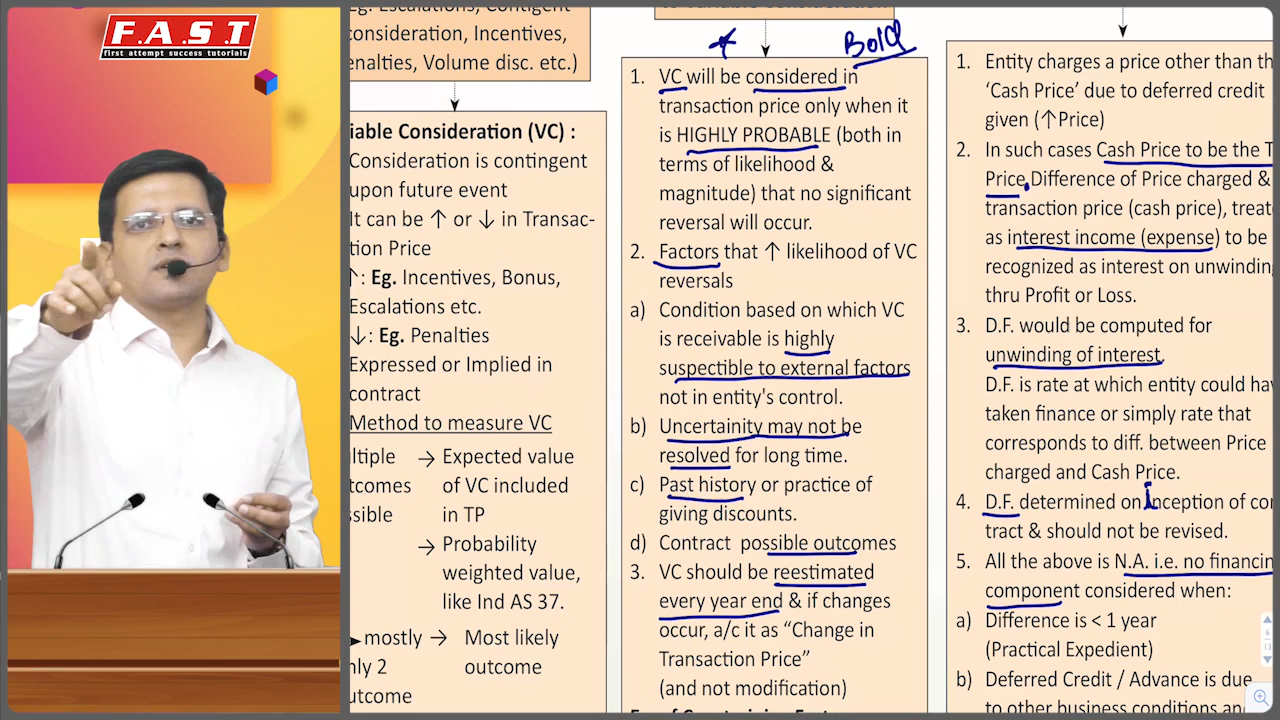 F.A.S.T
first attempt success tutorials
Eg. Escalations, Contigent
consideration, Incentives,
enalties, Volume disc. etc.)
iable Consideration (VC) :
Consideration is contingent
upon future event
It can be ↑ or ↓ in Transac-
tion Price
↑: Eg. Incentives, Bonus,
Escalations etc.
↓: Eg. Penalties
Expressed or Implied in
contract
Method to measure VC
ltiple → Expected value
tcomes of VC included
ssible in TP
→ Probability
weighted value,
like Ind AS 37.
mostly → Most likely
nly 2 outcome
utcome
Bold
1. VC will be considered in
transaction price only when it
is HIGHLY PROBABLE (both in
terms of likelihood &
magnitude) that no significant
reversal will occur.
2. Factors that ↑ likelihood of VC
reversals
a) Condition based on which VC
is receivable is highly
suspectible to external factors
not in entity's control.
b) Uncertainity may not be
resolved for long time.
c) Past history or practice of
giving discounts.
d) Contract possible outcomes
3. VC should be reestimated
every year end & if changes
occur, a/c it as “Change in
Transaction Price”
(and not modification)
1. Entity charges a price other than th
‘Cash Price’ due to deferred credit
given (↑Price)
2. In such cases Cash Price to be the T
Price. Difference of Price charged &
transaction price (cash price), treat
as interest income (expense) to be
recognized as interest on unwindin
thru Profit or Loss.
3. D.F. would be computed for
unwinding of interest.
D.F. is rate at which entity could hav
taken finance or simply rate that
corresponds to diff. between Price
charged and Cash Price.
4. D.F. determined on inception of con
tract & should not be revised.
5. All the above is N.A. i.e. no financin
component considered when:
a) Difference is < 1 year
(Practical Expedient)
b) Deferred Credit / Advance is due
to other business conditions and